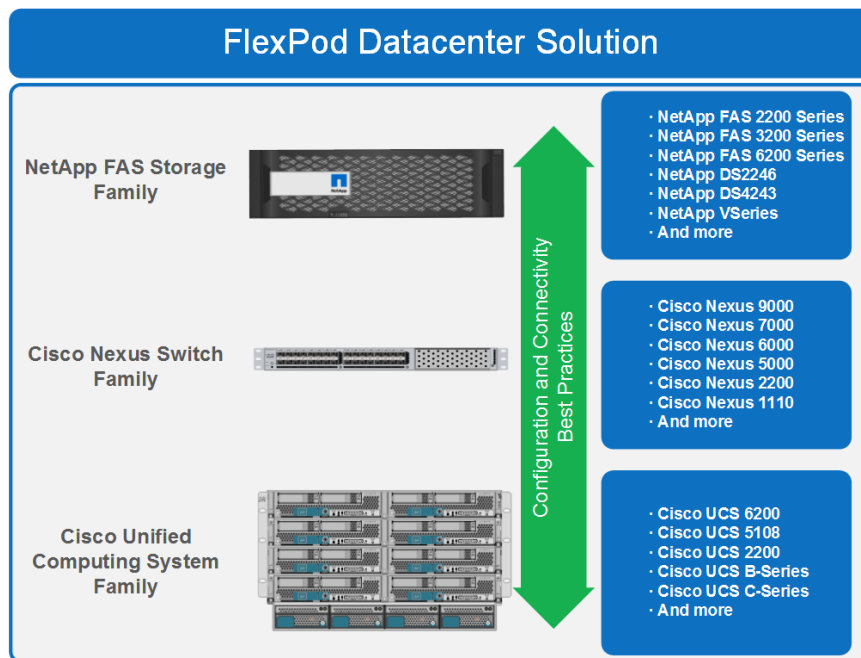 FlexPod Datacenter Solution
NetApp FAS Storage
Family
NetApp
· NetApp FAS 2200 Series
· NetApp FAS 3200 Series
· NetApp FAS 6200 Series
· NetApp DS2246
· NetApp DS4243
· NetApp VSeries
· And more
Configuration and Connectivity
Best Practices
Cisco Nexus Switch
Family
· Cisco Nexus 9000
· Cisco Nexus 7000
· Cisco Nexus 6000
· Cisco Nexus 5000
· Cisco Nexus 2200
· Cisco Nexus 1110
· And more
Cisco Unified
Computing System
Family
· Cisco UCS 6200
· Cisco UCS 5108
· Cisco UCS 2200
· Cisco UCS B-Series
· Cisco UCS C-Series
· And more